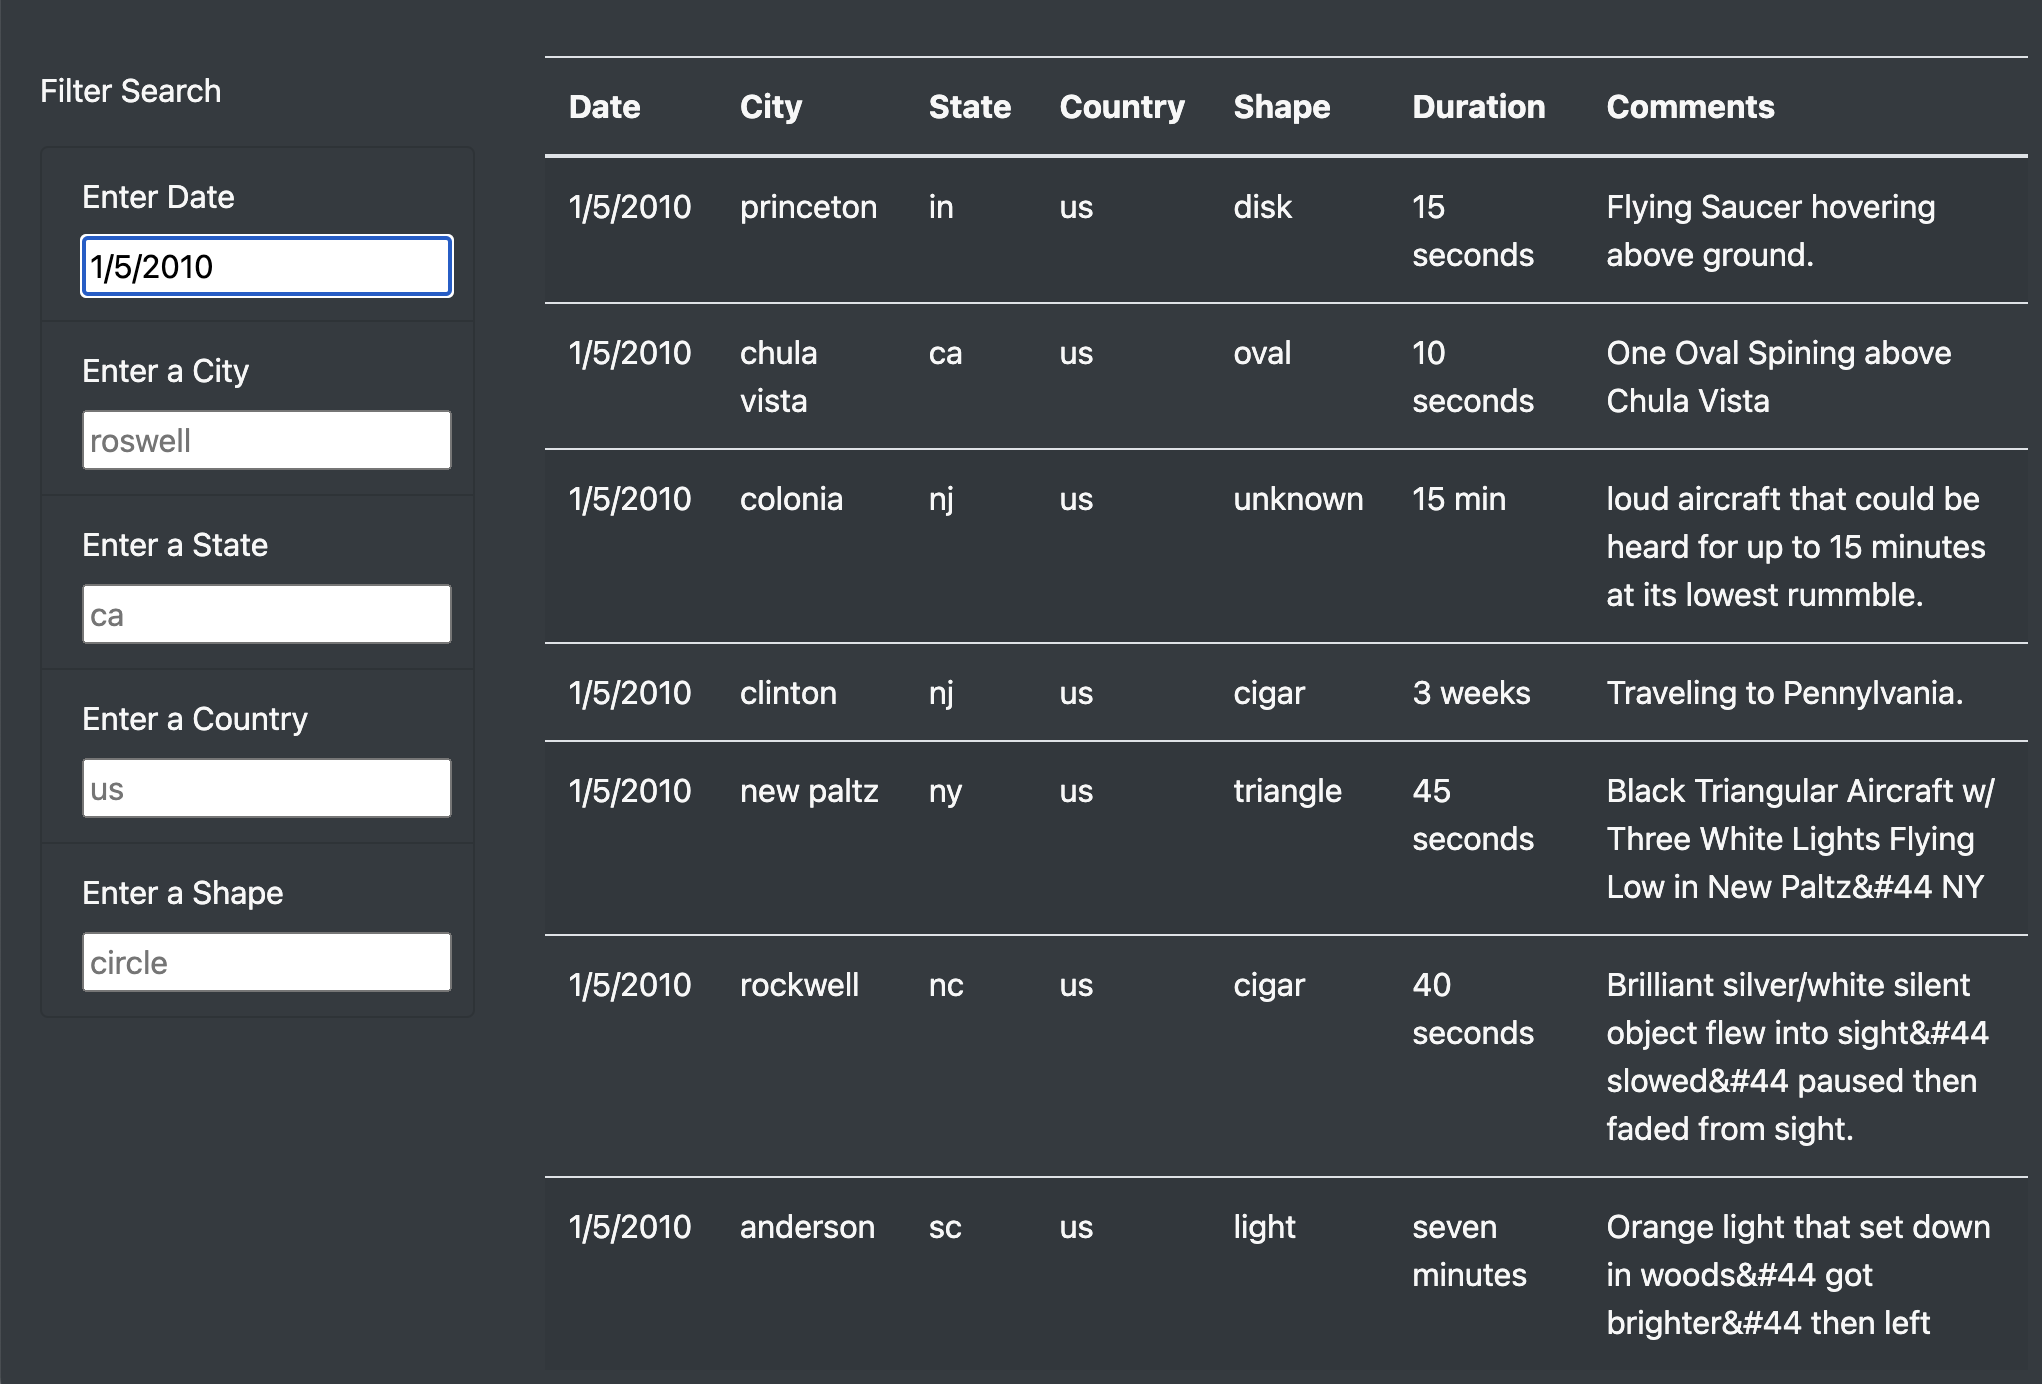 Filter Search
Enter Date
1/5/2010
Enter a City
roswell
Enter a State
ca
Enter a Country
us
Enter a Shape
circle
Date City State Country Shape Duration Comments
1/5/2010 princeton in us disk 15 Flying Saucer hovering
seconds above ground.
1/5/2010 chula ca us oval 10 One Oval Spining above
vista seconds Chula Vista
1/5/2010 colonia nj us unknown 15 min loud aircraft that could be
heard for up to 15 minutes
at its lowest rummble.
1/5/2010 clinton nj us cigar 3 weeks Traveling to Pennylvania.
1/5/2010 new paltz ny us triangle 45 Black Triangular Aircraft w/
seconds Three White Lights Flying
Low in New Paltz&#44 NY
1/5/2010 rockwell nc us cigar 40 Brilliant silver/white silent
seconds object flew into sight&#44
slowed&#44 paused then
faded from sight.
1/5/2010 anderson sc us light seven Orange light that set down
minutes in woods&#44 got
brighter&#44 then left